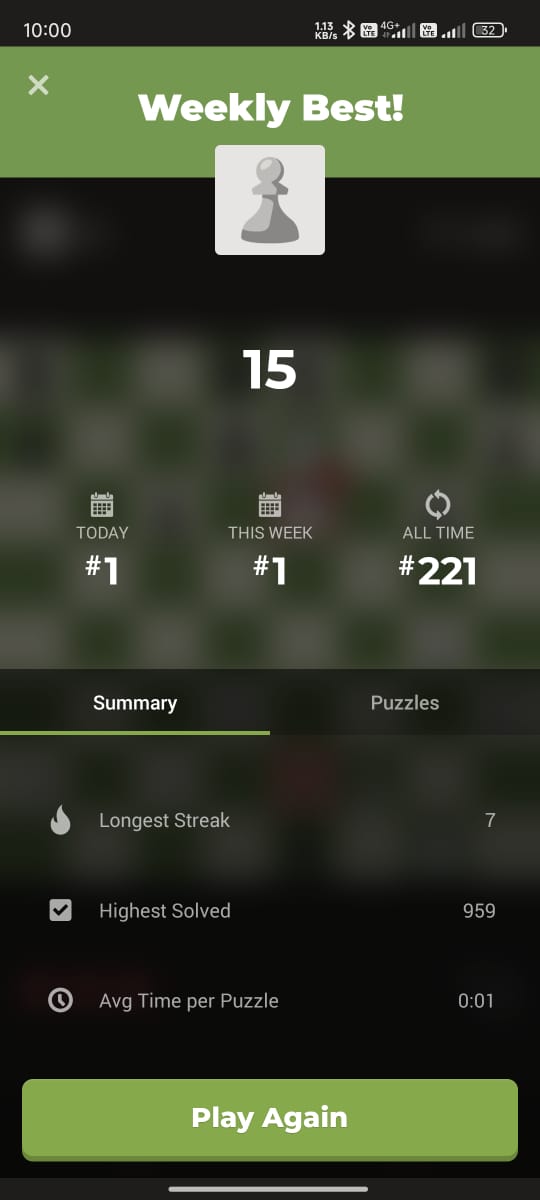 10:00
1.13 KB/s Vo LTE 4G+ Vo LTE 32
Weekly Best!
15
TODAY THIS WEEK ALL TIME
#1 #1 #221
Summary Puzzles
Longest Streak 7
Highest Solved 959
Avg Time per Puzzle 0:01
Play Again